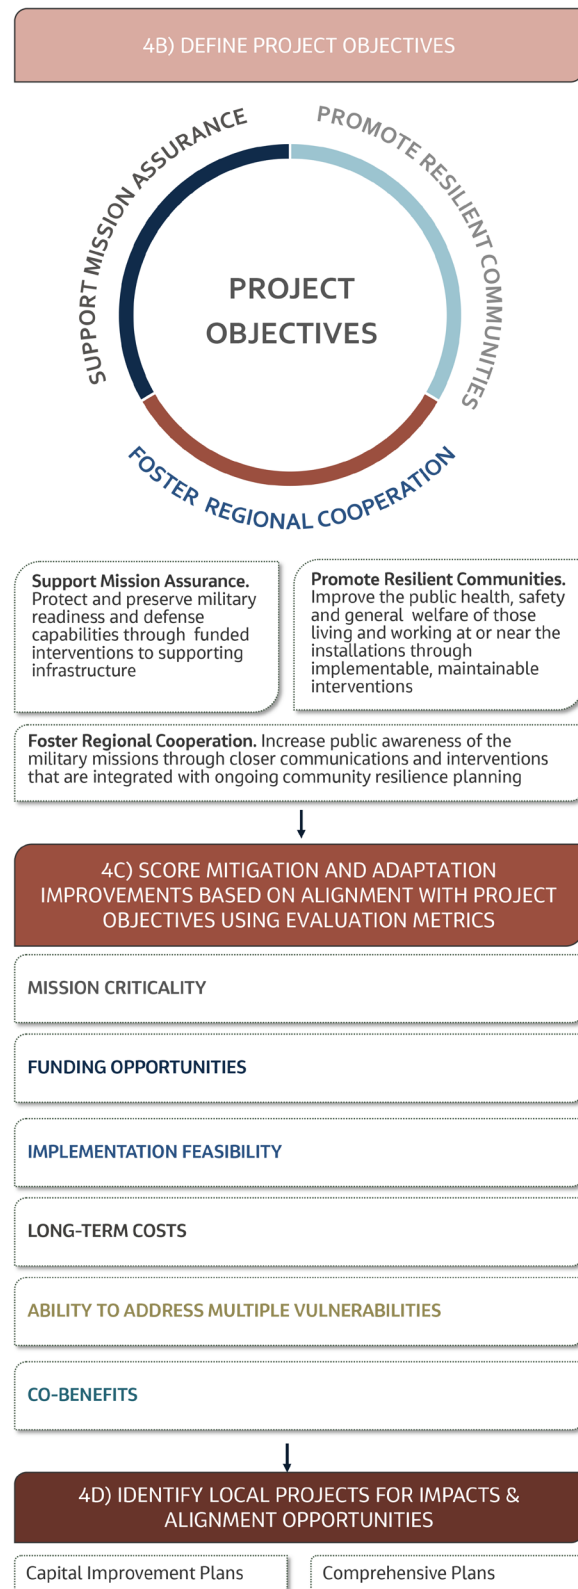 4B) DEFINE PROJECT OBJECTIVES
SUPPORT MISSION ASSURANCE
PROMOTE RESILIENT COMMUNITIES
PROJECT
OBJECTIVES
FOSTER REGIONAL COOPERATION
Support Mission Assurance.
Protect and preserve military
readiness and defense
capabilities through funded
interventions to supporting
infrastructure
Promote Resilient Communities.
Improve the public health, safety
and general welfare of those
living and working at or near the
installations through
implementable, maintainable
interventions
Foster Regional Cooperation. Increase public awareness of the
military missions through closer communications and interventions
that are integrated with ongoing community resilience planning
4C) SCORE MITIGATION AND ADAPTATION
IMPROVEMENTS BASED ON ALIGNMENT WITH PROJECT
OBJECTIVES USING EVALUATION METRICS
MISSION CRITICALITY
FUNDING OPPORTUNITIES
IMPLEMENTATION FEASIBILITY
LONG-TERM COSTS
ABILITY TO ADDRESS MULTIPLE VULNERABILITIES
CO-BENEFITS
4D) IDENTIFY LOCAL PROJECTS FOR IMPACTS &
ALIGNMENT OPPORTUNITIES
Capital Improvement Plans
Comprehensive Plans